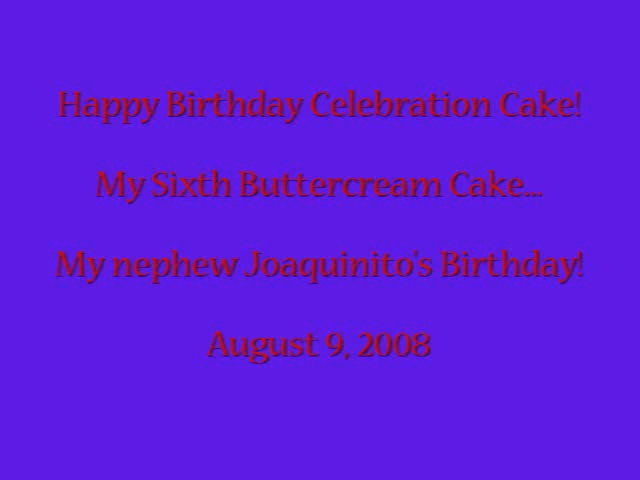 Happy Birthday Celebration Cake!
My Sixth Buttercream Cake...
My nephew Joaquinito's Birthday!
August 9, 2008